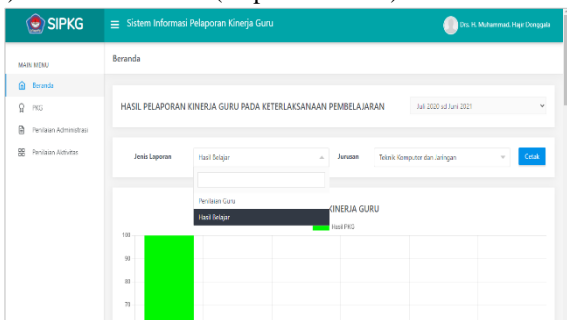 SIPKG
Sistem Informasi Pelaporan Kinerja Guru
Drs. H. Muhammad. Hajir Donggala
MAIN MENU
Beranda
PKG
Penilaian Administrasi
Penilaian Aktivitas
Beranda
HASIL PELAPORAN KINERJA GURU PADA KETERLAKSANAAN PEMBELAJARAN
Juli 2020 sd Juni 2021
Jenis Laporan
Hasil Belajar
Jurusan
Teknik Komputer dan Jaringan
Cetak
Penilaian Guru
Hasil Belajar
KINERJA GURU
Hasil PKG
100
90
80
70